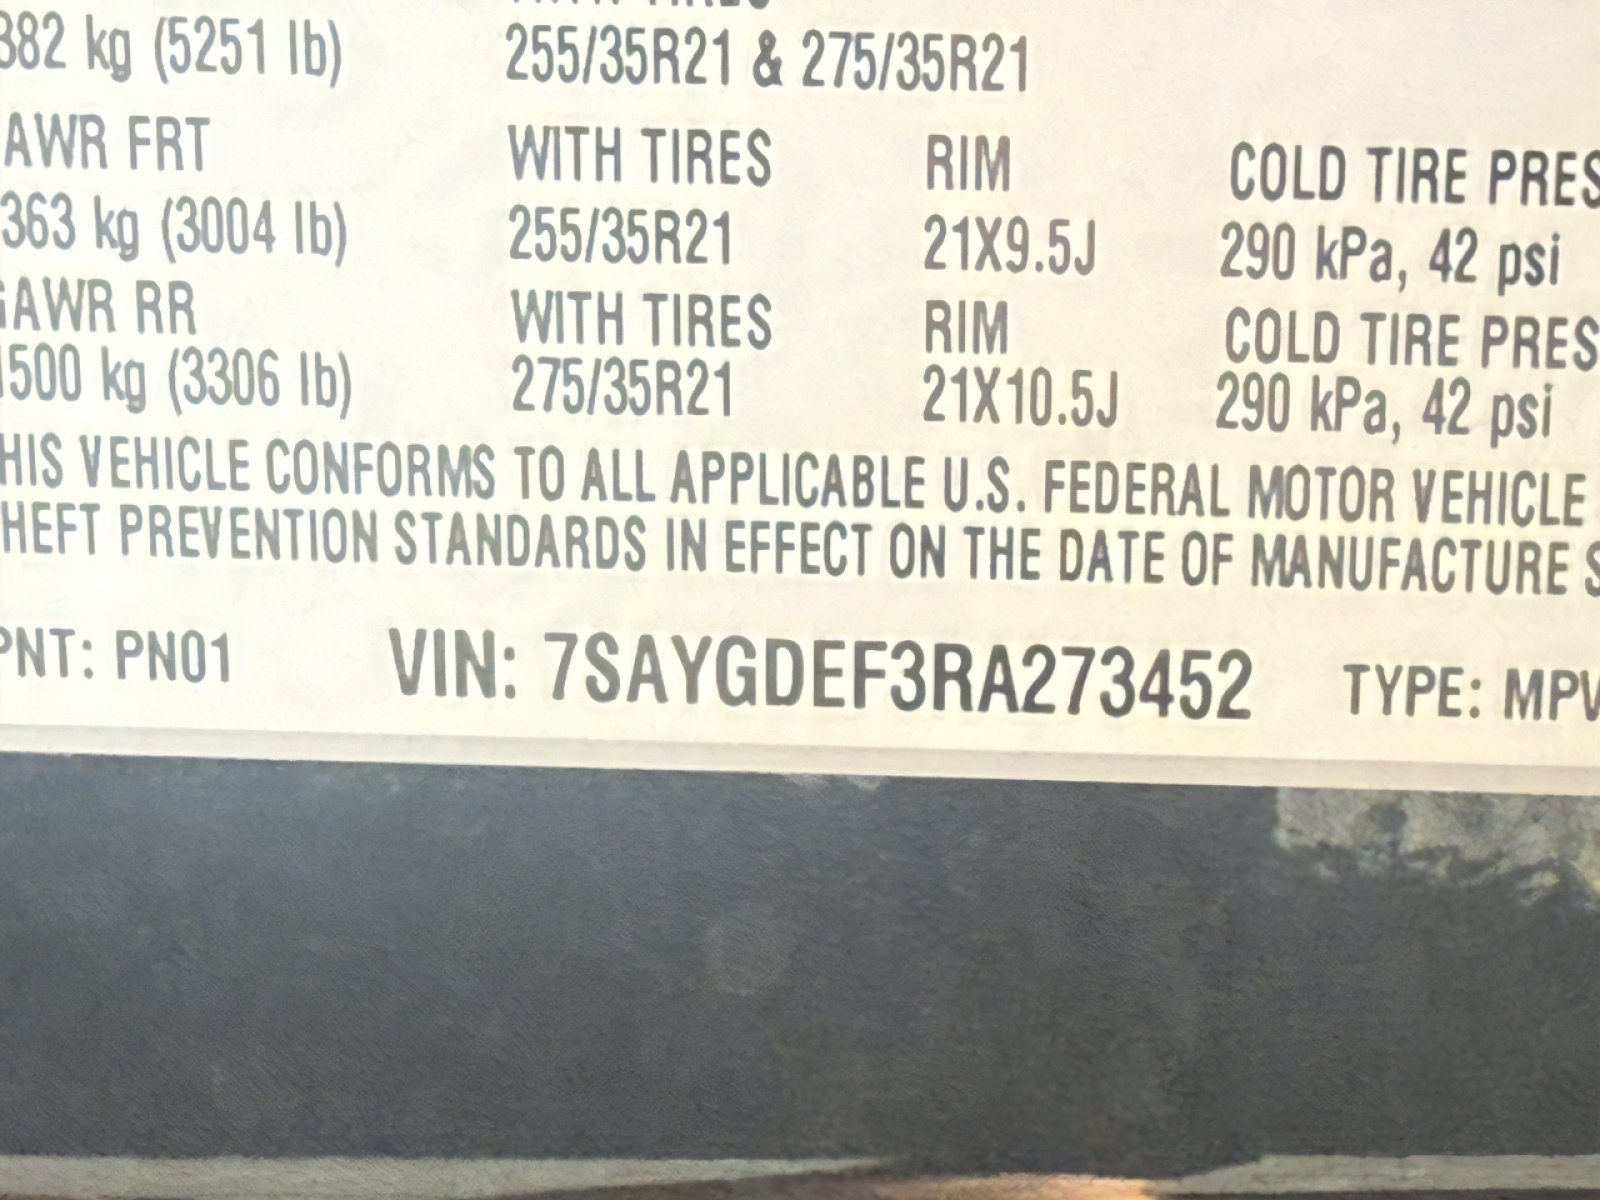 382 kg (5251 lb) 255/35R21 & 275/35R21
AWR FRT WITH TIRES RIM COLD TIRE PRES
363 kg (3004 lb) 255/35R21 21X9.5J 290 kPa, 42 psi
GAWR RR WITH TIRES RIM COLD TIRE PRES
1500 kg (3306 lb) 275/35R21 21X10.5J 290 kPa, 42 psi
HIS VEHICLE CONFORMS TO ALL APPLICABLE U.S. FEDERAL MOTOR VEHICLE
HEFT PREVENTION STANDARDS IN EFFECT ON THE DATE OF MANUFACTURE S
PNT: PN01 VIN: 7SAYGDEF3RA273452 TYPE: MPV